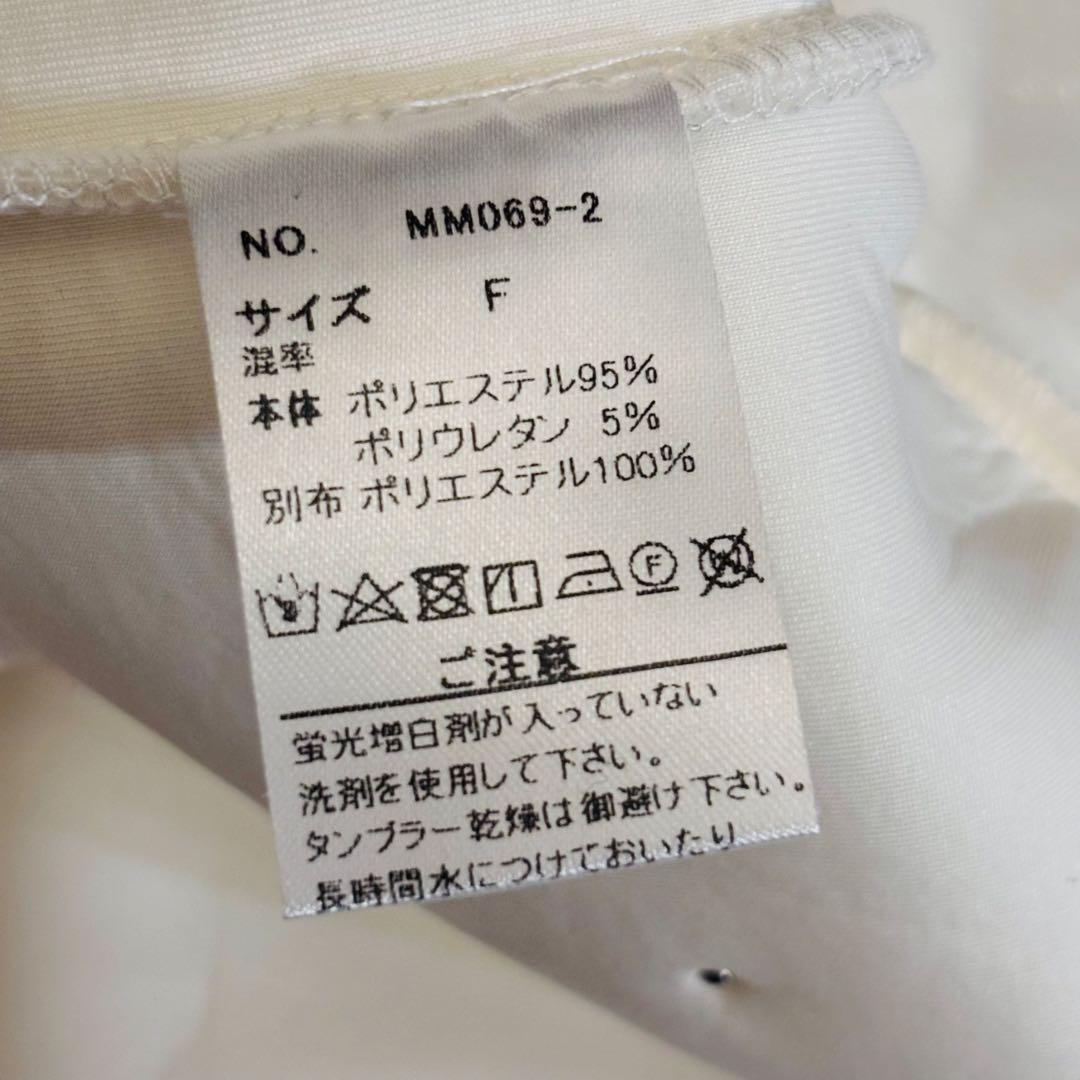 NO. MM069-2
サイズ F
混率
本体 ポリエステル95%
ポリウレタン 5%
別布 ポリエステル100%
F
W
ご注意
蛍光増白剤が入っていない
洗剤を使用して下さい。
タンブラー乾燥は御避け下さい。
長時間水につけておいたり